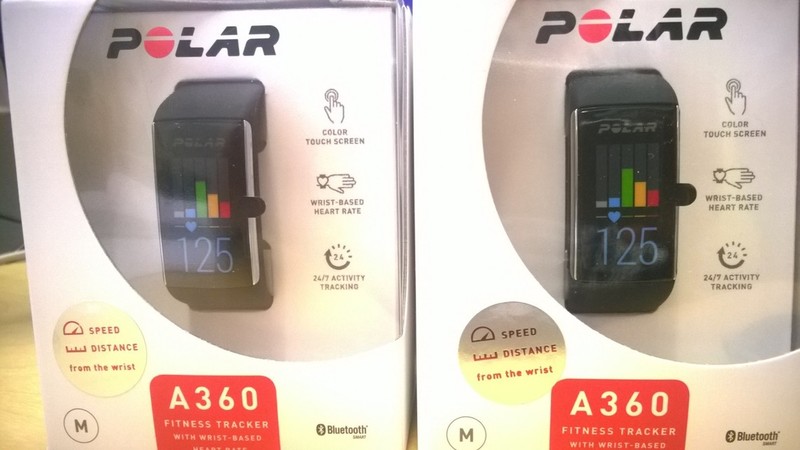 POLAR
COLOR
TOUCH SCREEN
WRIST-BASED
HEART RATE
24
24/7 ACTIVITY
TRACKING
125
SPEED
DISTANCE
from the wrist
M
A360
FITNESS TRACKER
WITH WRIST-BASED
HEART RATE
Bluetooth
SMART
POLAR
POLAR
COLOR
TOUCH SCREEN
WRIST-BASED
HEART RATE
24
24/7 ACTIVITY
TRACKING
125
SPEED
DISTANCE
from the wrist
M
A360
FITNESS TRACKER
WITH WRIST-BASED
Bluetooth
SMART